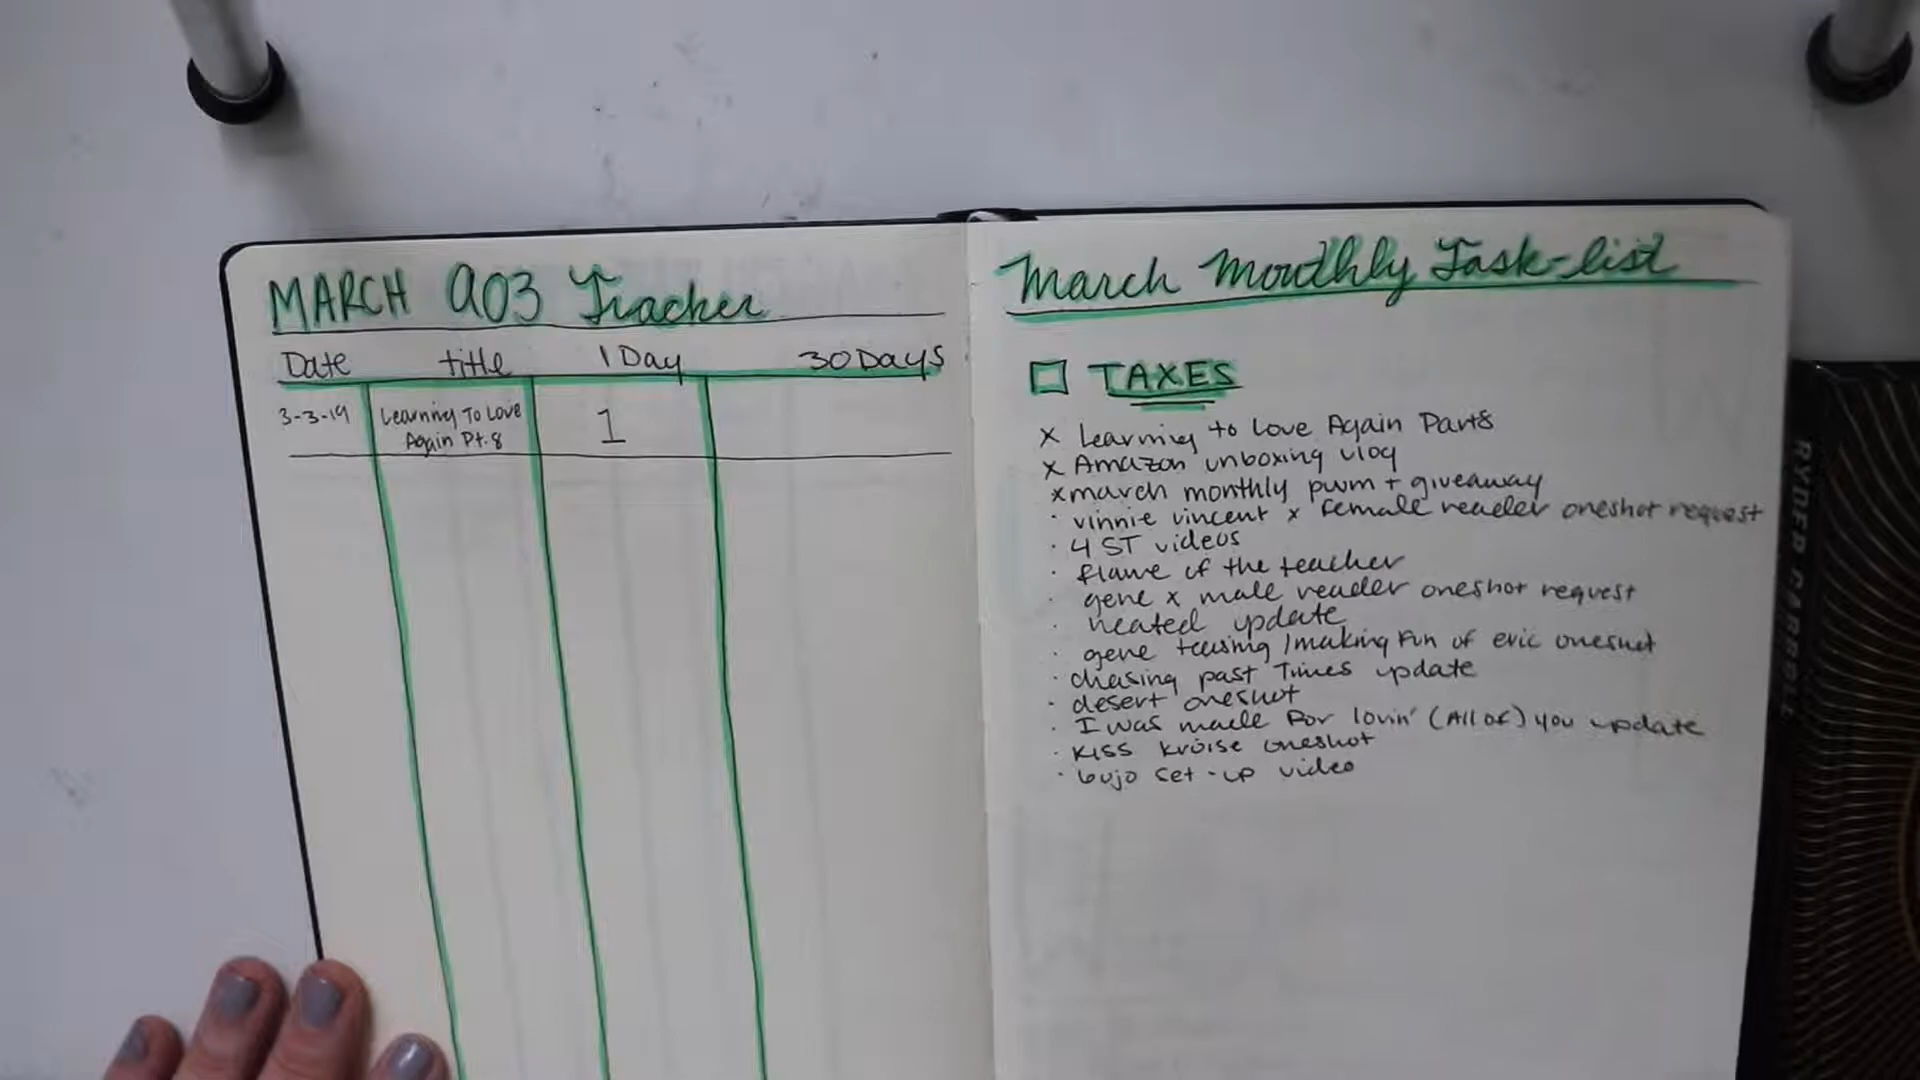 MARCH AO3 Tracker
Date title 1 Day 30 Days
3-3-19 Learning To Love Again Pt.8 1
March Monthly Task-list
TAXES
x Learning to Love Again Part 8
x Amazon unboxing vlog
x march monthly pwm + giveaway
· vinnie vincent x female reader oneshot request
· 4 ST videos
· flame of the teacher
· gene x male reader oneshot request
· heated update
· gene teasing / making fun of eric oneshot
· chasing past times update
· desert oneshot
· I was made for lovin' (All of) you update
· KISS kruise oneshot
· bujo set-up video
RYDER CARROLL